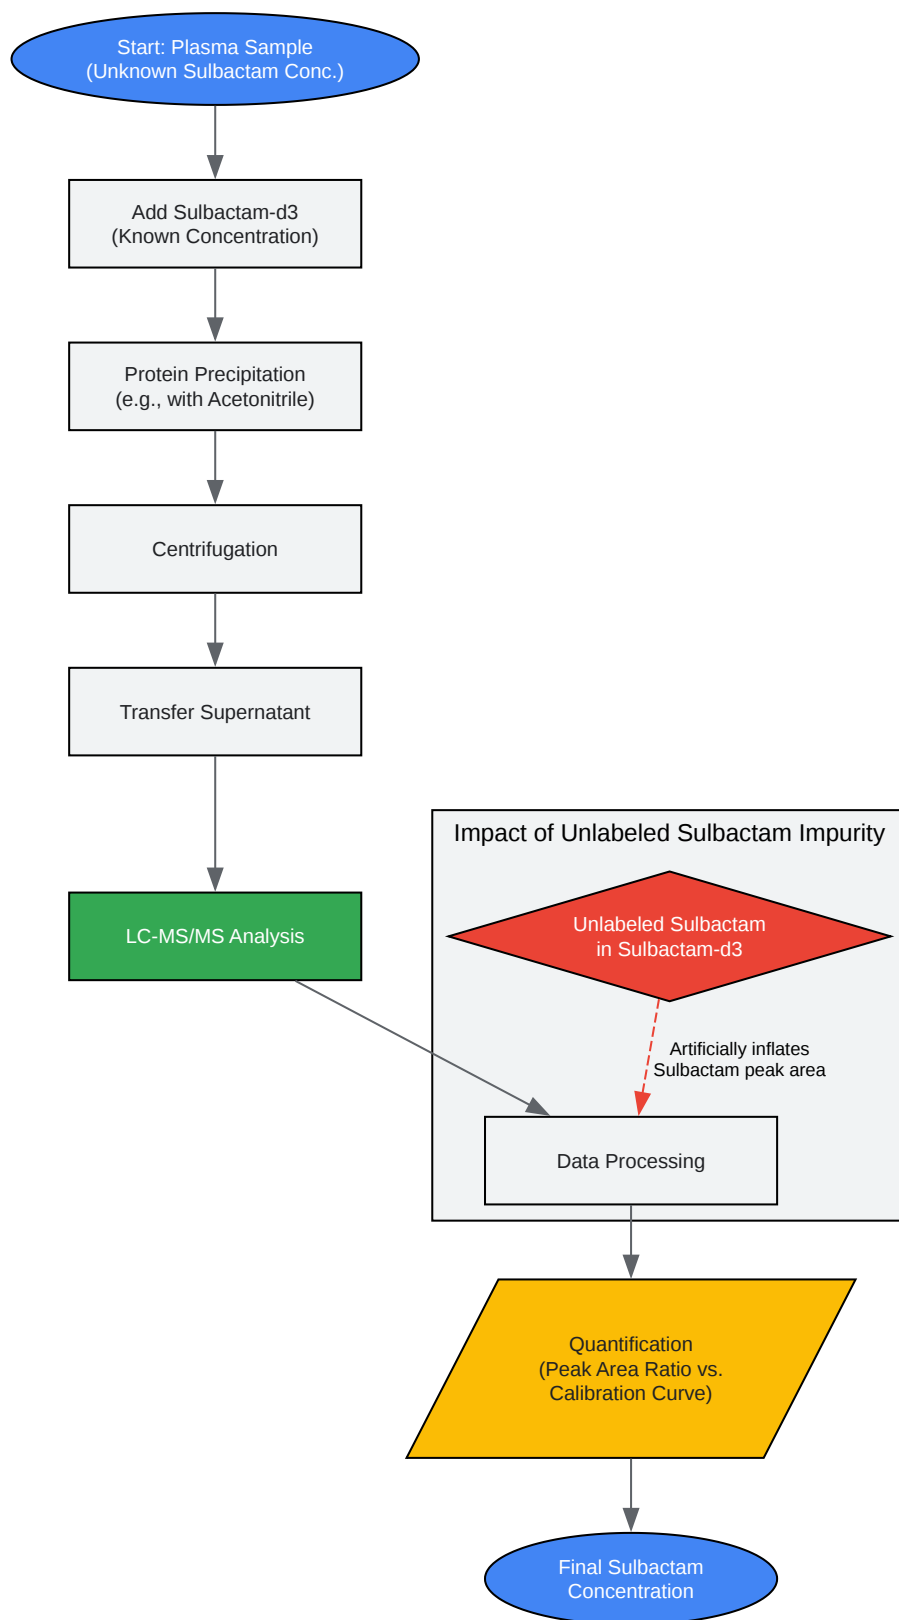 Start: Plasma Sample
(Unknown Sulbactam Conc.)
Add Sulbactam-d3
(Known Concentration)
Protein Precipitation
(e.g., with Acetonitrile)
Centrifugation
Transfer Supernatant
Impact of Unlabeled Sulbactam Impurity
LC-MS/MS Analysis
Unlabeled Sulbactam
in Sulbactam-d3
Artificially inflates
Sulbactam peak area
Data Processing
Quantification
(Peak Area Ratio vs.
Calibration Curve)
Final Sulbactam
Concentration